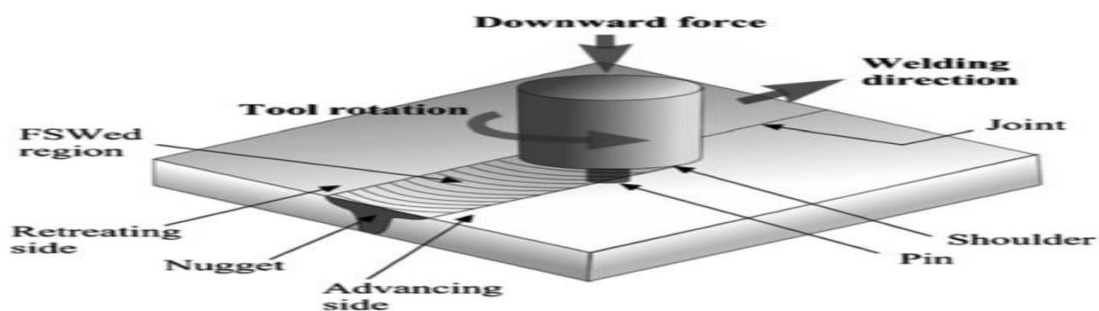 Downward force
Welding
direction
Tool rotation
FSWed
region
Joint
Retreating
side
Nugget
Advancing
side
Shoulder
Pin